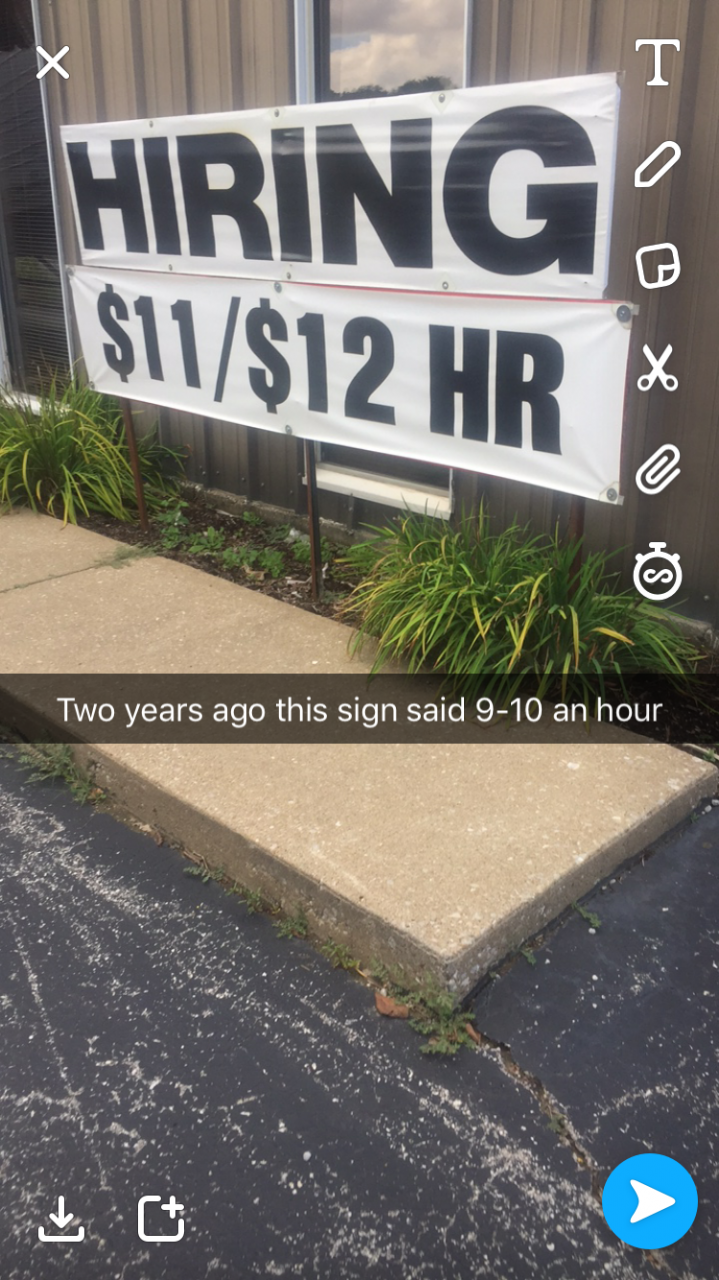 HIRING
$11/$12 HR
Two years ago this sign said 9-10 an hour